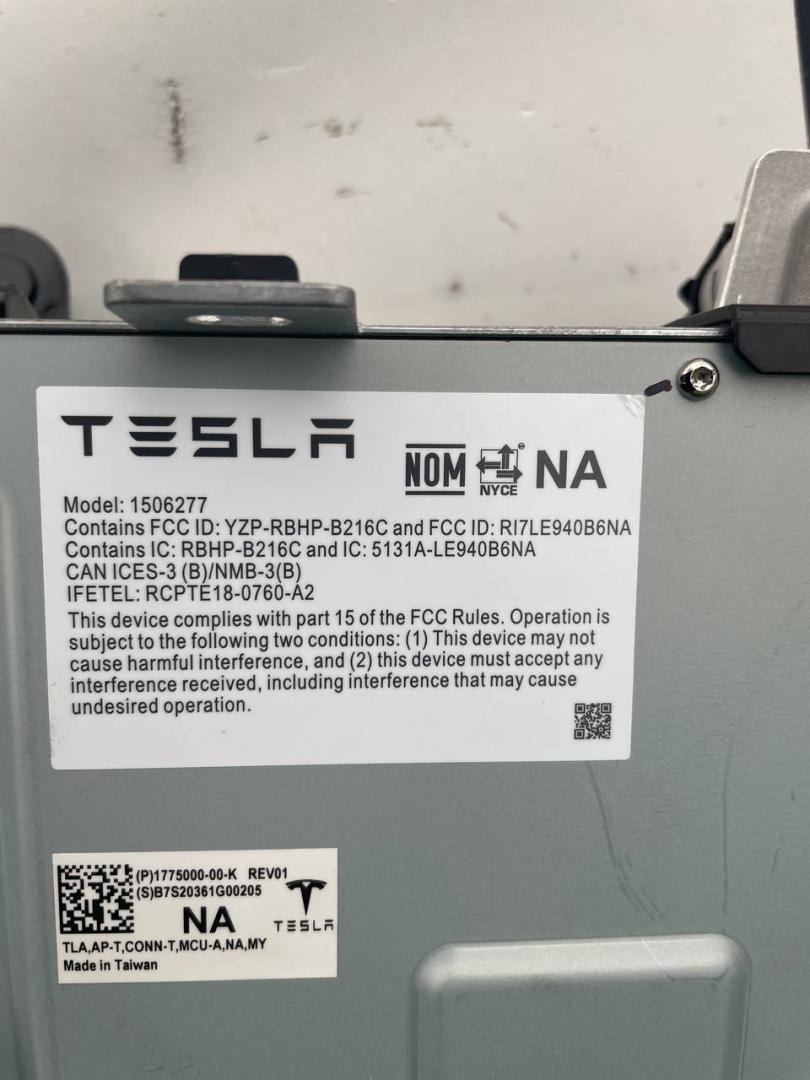 TESLA
NOM NYCE NA
Model: 1506277
Contains FCC ID: YZP-RBHP-B216C and FCC ID: RI7LE940B6NA
Contains IC: RBHP-B216C and IC: 5131A-LE940B6NA
CAN ICES-3 (B)/NMB-3(B)
IFETEL: RCPTE18-0760-A2
This device complies with part 15 of the FCC Rules. Operation is
subject to the following two conditions: (1) This device may not
cause harmful interference, and (2) this device must accept any
interference received, including interference that may cause
undesired operation.
(P)1775000-00-K REV01
(S)B7S20361G00205
NA
TESLA
TLA,AP-T,CONN-T,MCU-A,NA,MY
Made in Taiwan